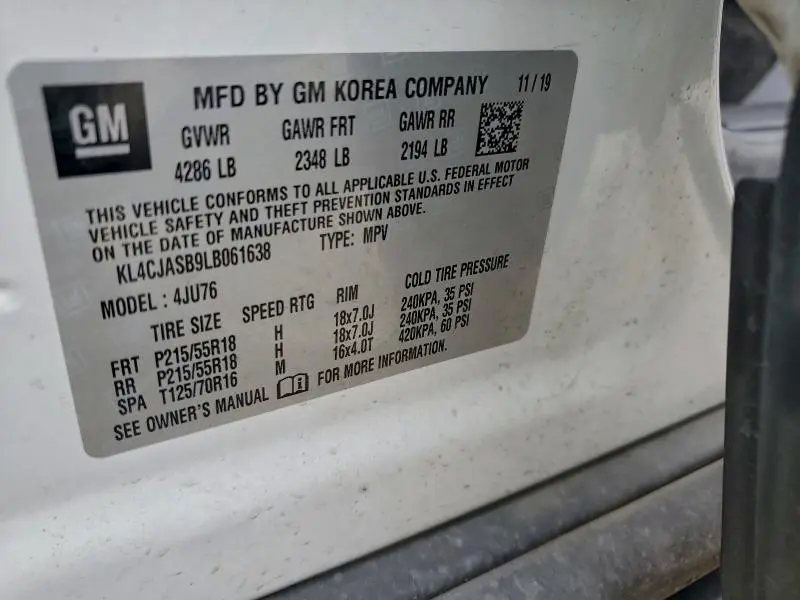 GM
MFD BY GM KOREA COMPANY 11/19
GVWR GAWR FRT GAWR RR
4286 LB 2348 LB 2194 LB
THIS VEHICLE CONFORMS TO ALL APPLICABLE U.S. FEDERAL MOTOR
VEHICLE SAFETY AND THEFT PREVENTION STANDARDS IN EFFECT
ON THE DATE OF MANUFACTURE SHOWN ABOVE.
KL4CJASB9LB061638 TYPE: MPV
MODEL : 4JU76
TIRE SIZE SPEED RTG RIM COLD TIRE PRESSURE
FRT P215/55R18 H 18x7.0J 240KPA, 35 PSI
RR P215/55R18 H 18x7.0J 240KPA, 35 PSI
SPA T125/70R16 M 16x4.0T 420KPA, 60 PSI
SEE OWNER'S MANUAL FOR MORE INFORMATION.